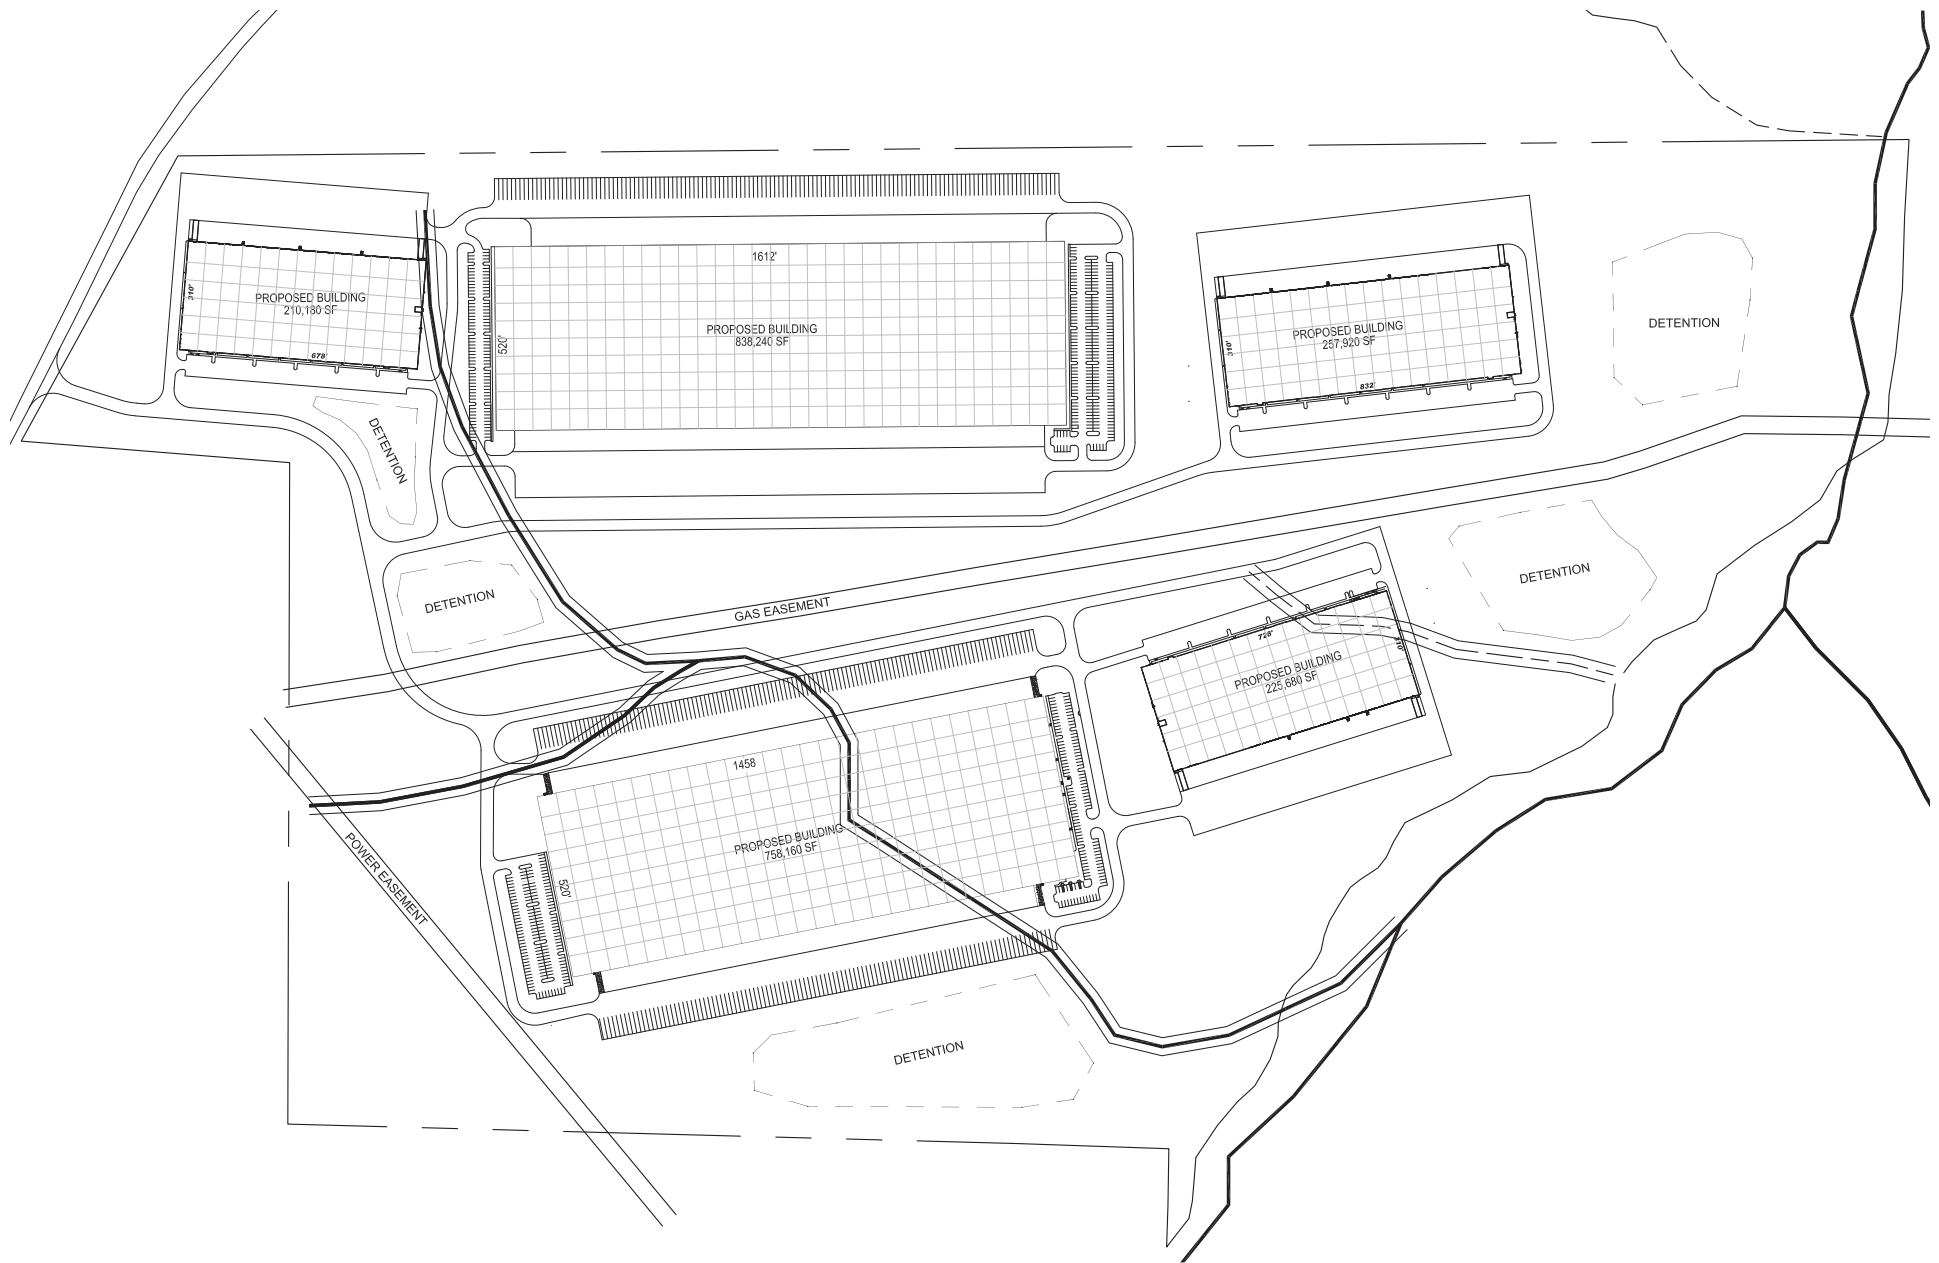 1612'
PROPOSED BUILDING
210,180 SF
310'
678'
PROPOSED BUILDING
838,240 SF
520'
PROPOSED BUILDING
257,920 SF
310'
832'
DETENTION
DETENTION
DETENTION
DETENTION
GAS EASEMENT
728'
310'
PROPOSED BUILDING
225,680 SF
1458
PROPOSED BUILDING
758,160 SF
520'
POWER EASEMENT
DETENTION